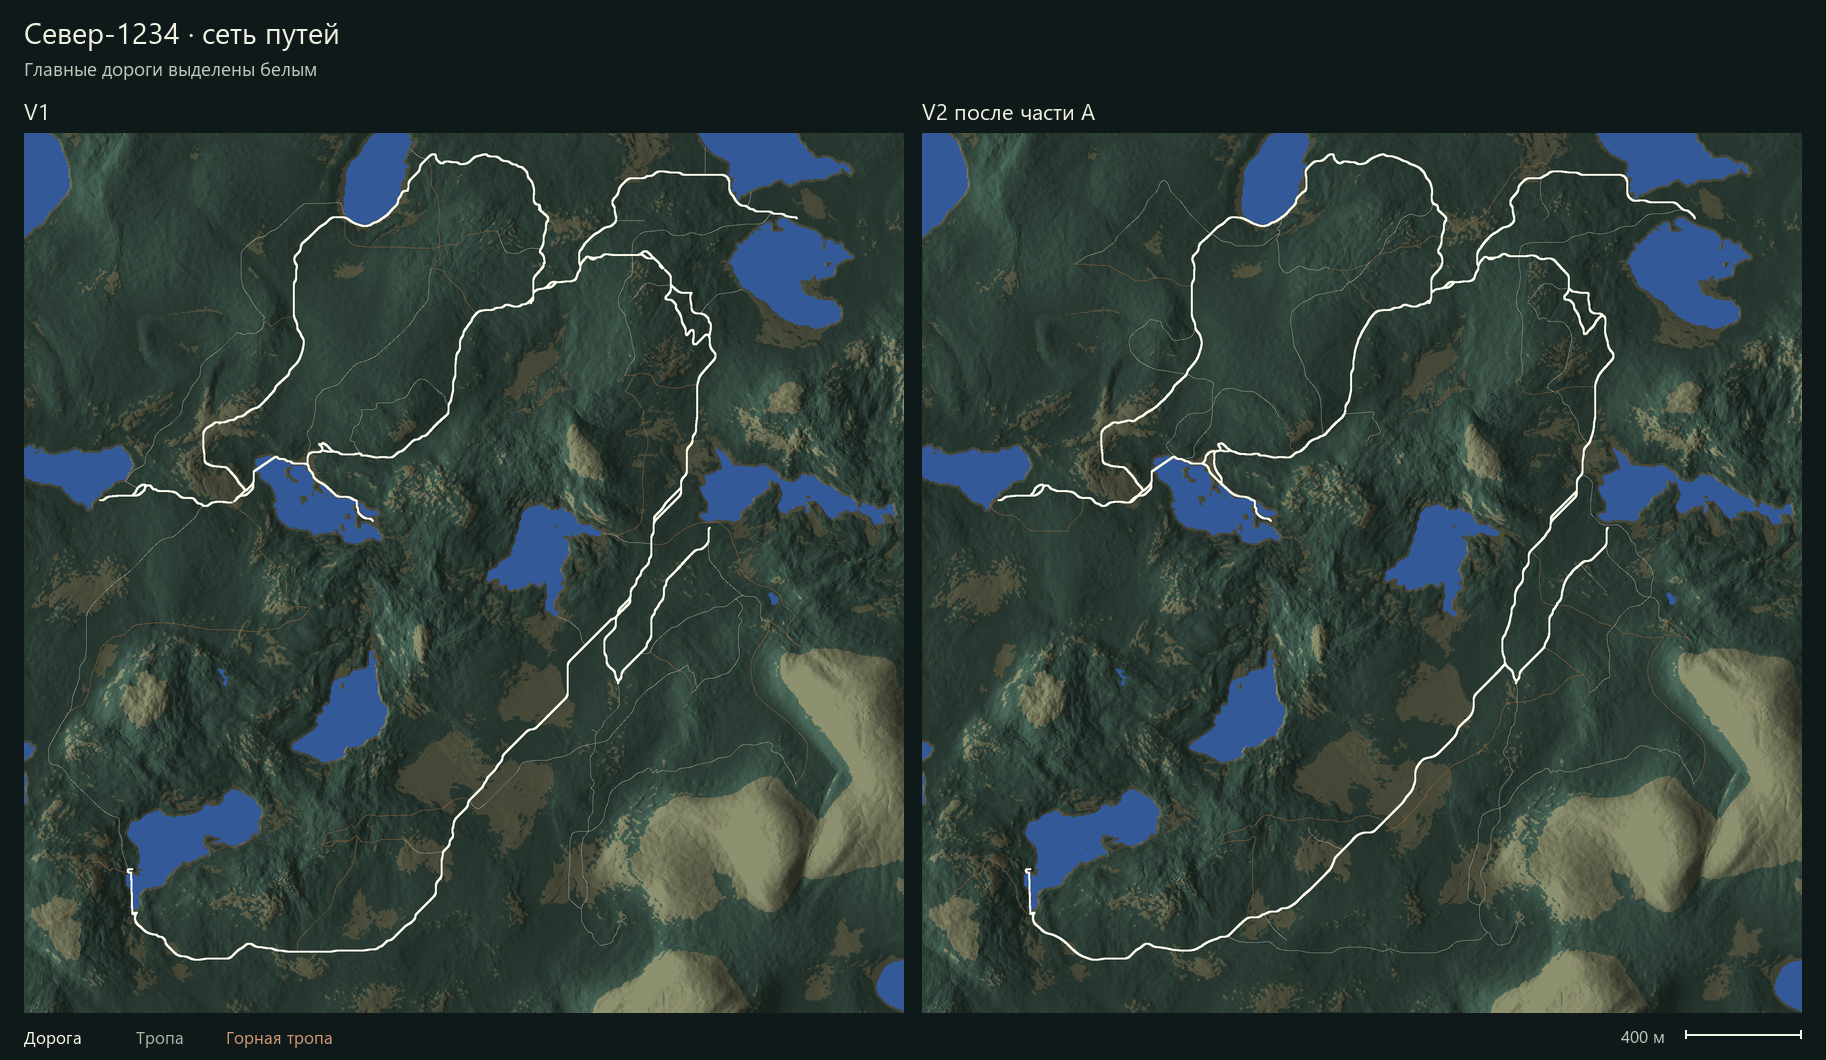 Север-1234 · сеть путей
Главные дороги выделены белым
V1
V2 после части А
Дорога
Тропа
Горная тропа
400 м